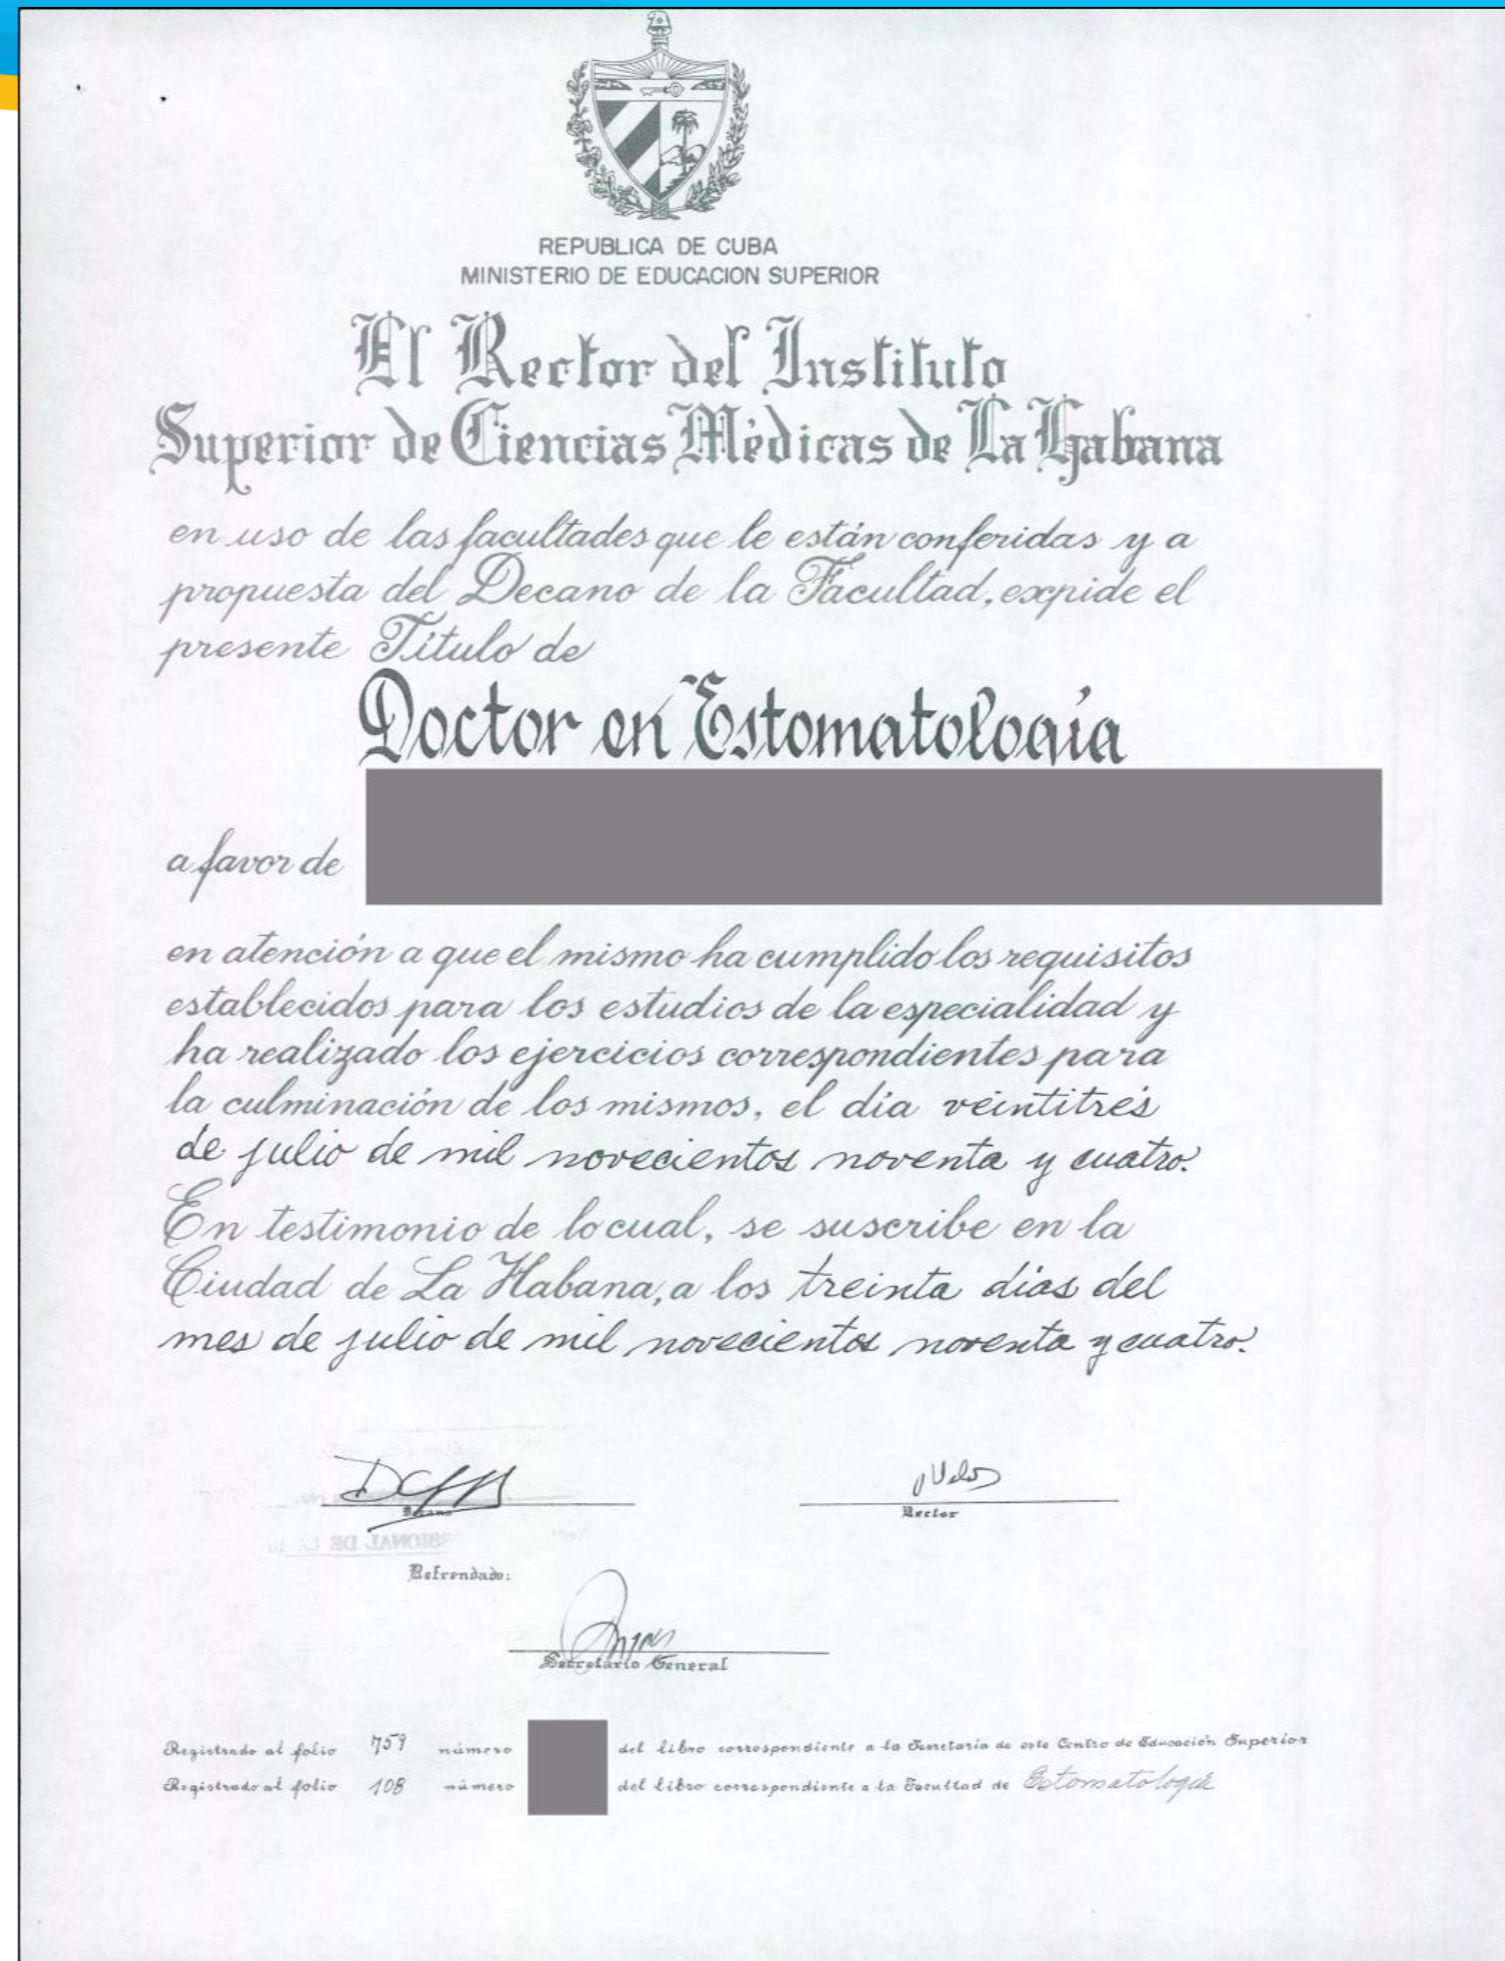 REPUBLICA DE CUBA
MINISTERIO DE EDUCACION SUPERIOR
El Rector del Instituto
Superior de Ciencias Médicas de La Habana
en uso de las facultades que le están conferidas y a
propuesta del Decano de la Facultad, expide el
presente Título de
Doctor en Estomatología
a favor de
en atención a que el mismo ha cumplido los requisitos
establecidos para los estudios de la especialidad y
ha realizado los ejercicios correspondientes para
la culminación de los mismos, el día veintitrés
de julio de mil novecientos noventa y cuatro.
En testimonio de lo cual, se suscribe en la
Ciudad de La Habana, a los treinta días del
mes de julio de mil novecientos noventa y cuatro.
Decano
Rector
Refrendado:
Secretario General
Registrado al folio 759 número del libro correspondiente a la Secretaría de este Centro de Educación Superior
Registrado al folio 108 número del libro correspondiente a la Facultad de Estomatología